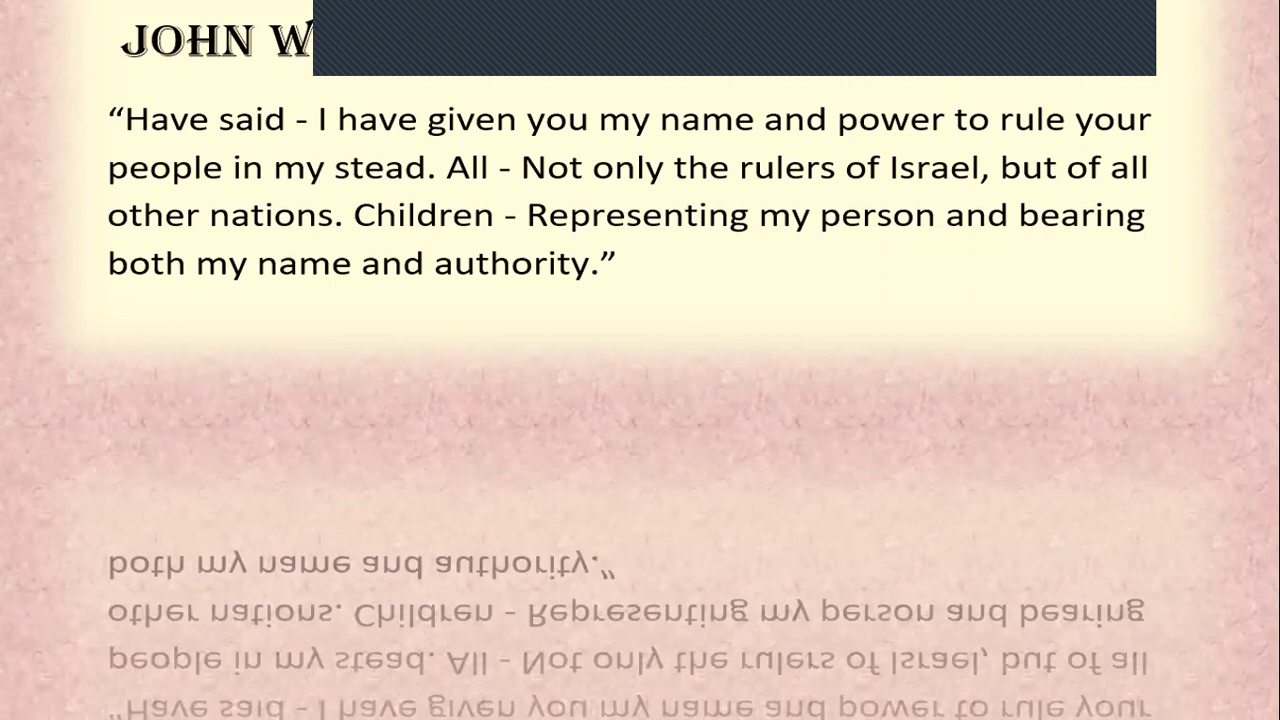 JOHN W
“Have said - I have given you my name and power to rule your
people in my stead. All - Not only the rulers of Israel, but of all
other nations. Children - Representing my person and bearing
both my name and authority.”